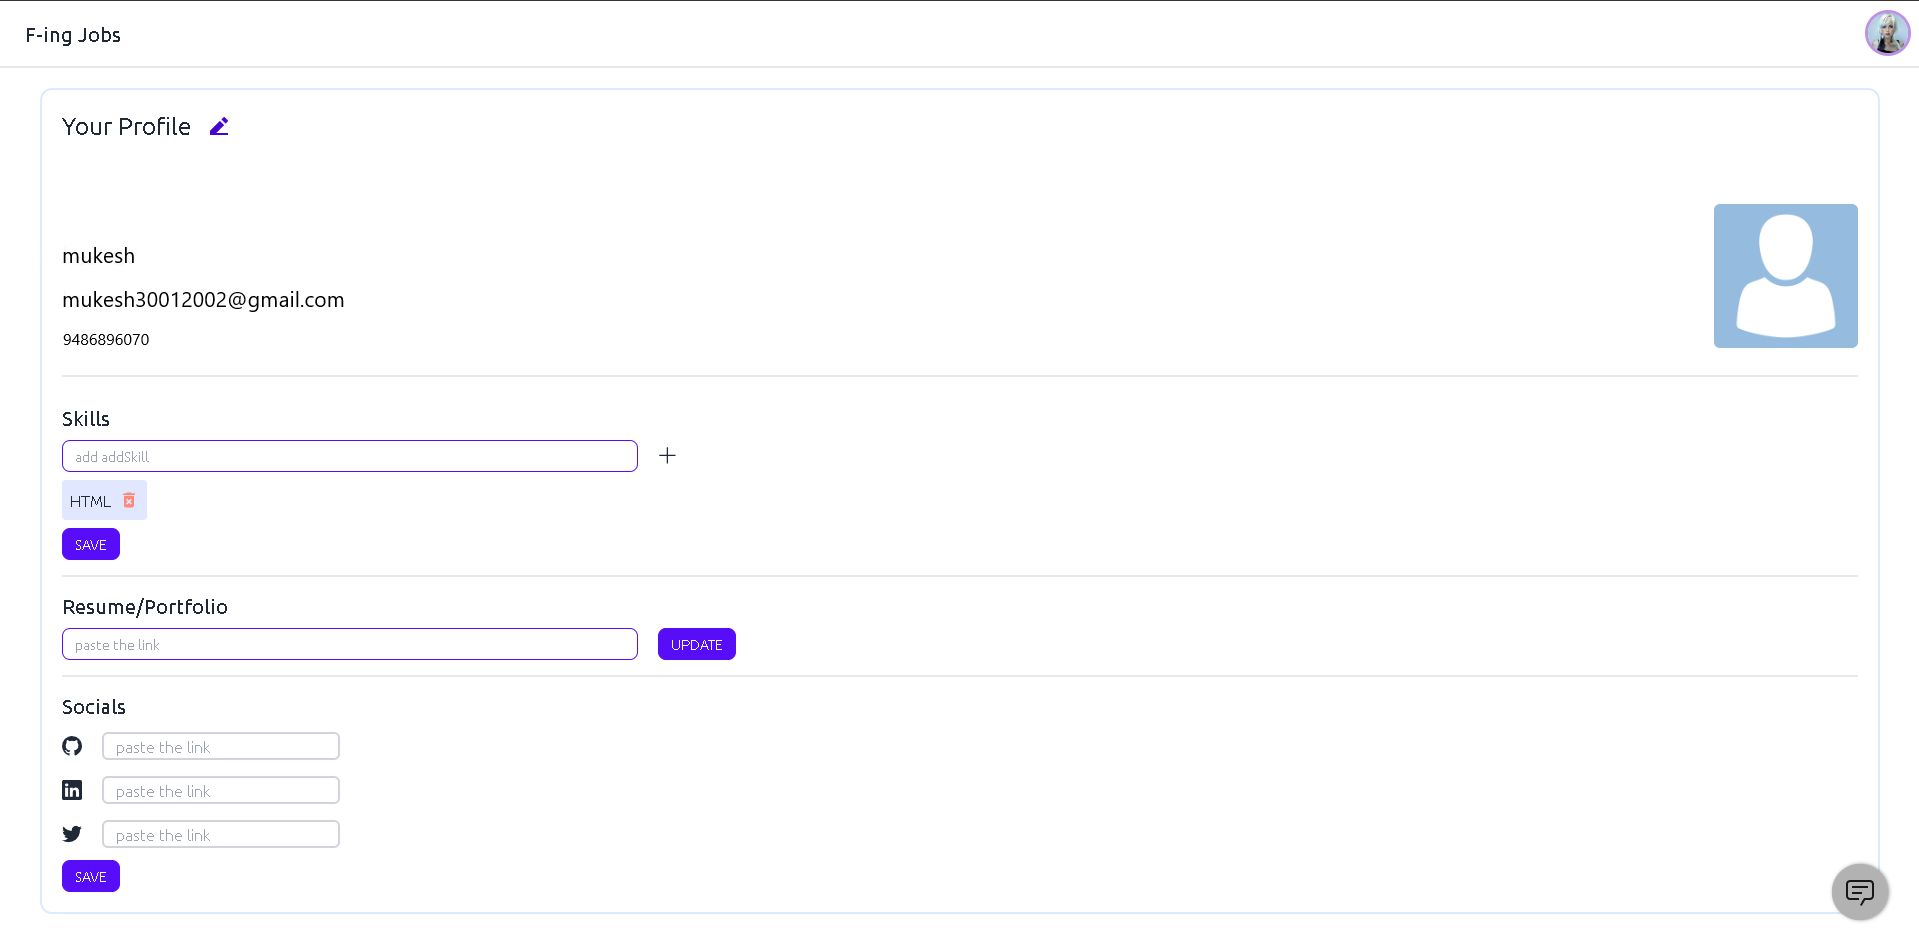 F-ing Jobs
Your Profile
mukesh
mukesh30012002@gmail.com
9486896070
Skills
add addSkill
HTML
SAVE
Resume/Portfolio
paste the link
UPDATE
Socials
paste the link
in paste the link
paste the link
SAVE